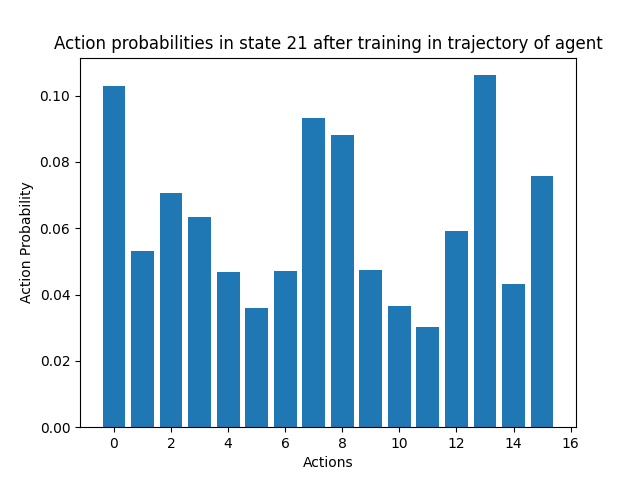 Action probabilities in state 21 after training in trajectory of agent
0.10
0.08
0.06
0.04
0.02
0.00
Action Probability
0 2 4 6 8 10 12 14 16
Actions